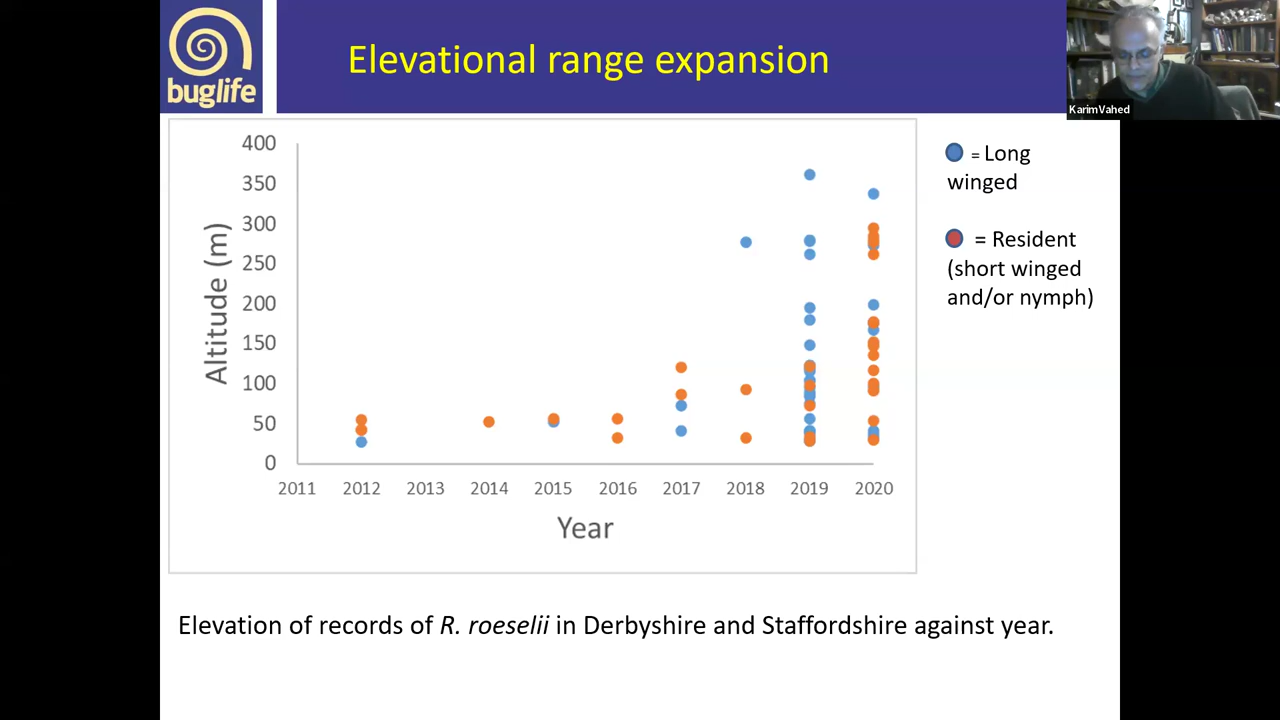 buglife
Elevational range expansion
Karim Vahed
400
350
300
250
200
150
100
50
0
Altitude (m)
2011 2012 2013 2014 2015 2016 2017 2018 2019 2020
Year
= Long
winged
= Resident
(short winged
and/or nymph)
Elevation of records of R. roeselii in Derbyshire and Staffordshire against year.